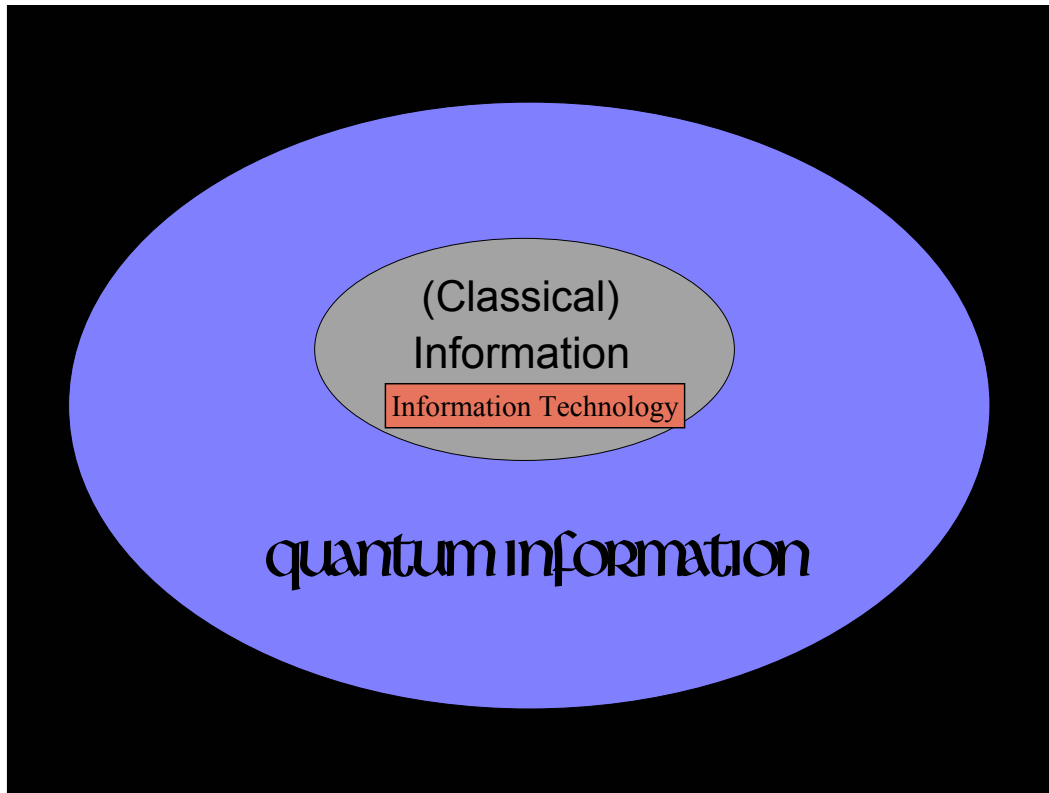 (Classical)
Information
Information Technology
quantum information